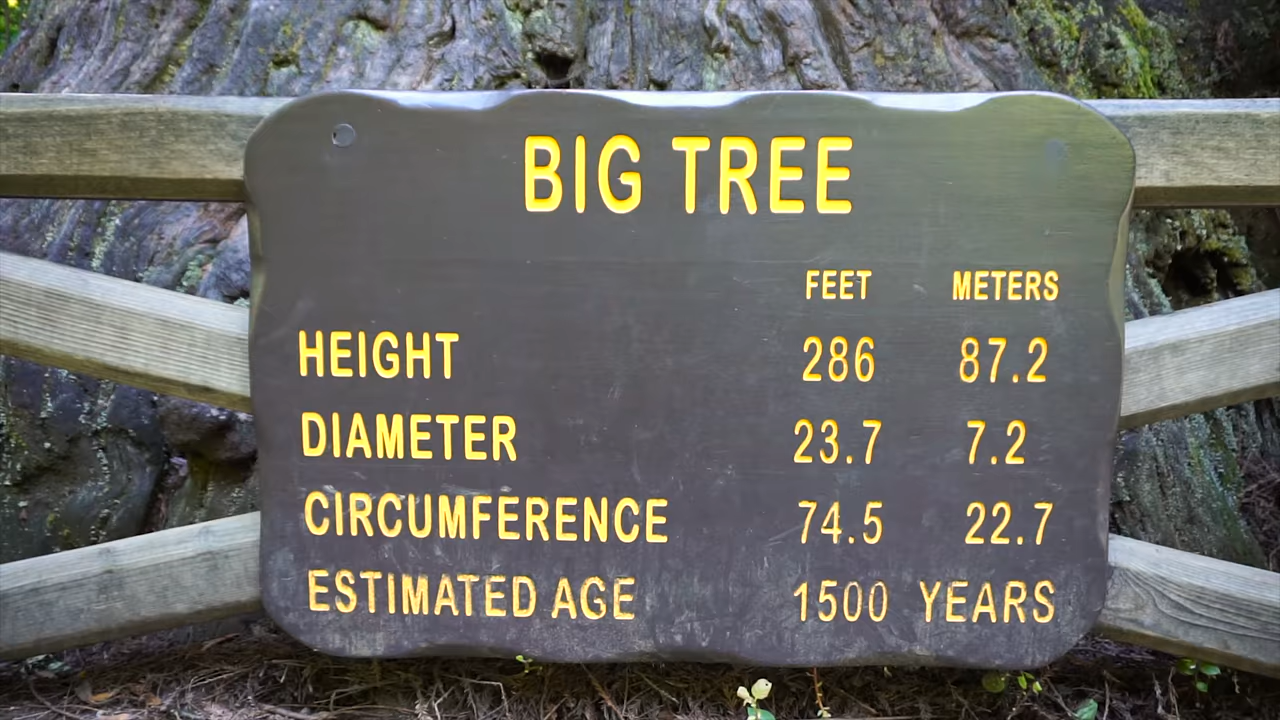 BIG TREE
FEET METERS
HEIGHT 286 87.2
DIAMETER 23.7 7.2
CIRCUMFERENCE 74.5 22.7
ESTIMATED AGE 1500 YEARS